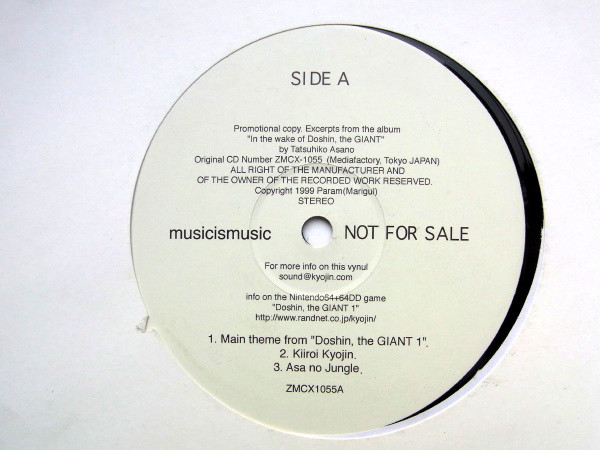 SIDE A
Promotional copy. Excerpts from the album
"In the wake of Doshin, the GIANT"
by Tatsuhiko Asano
Original CD Number ZMCX-1055 (Mediafactory, Tokyo JAPAN)
ALL RIGHT OF THE MANUFACTURER AND
OF THE OWNER OF THE RECORDED WORK RESERVED.
Copyright 1999 Param(Marigul)
STEREO
musicismusic NOT FOR SALE
For more info on this vynul
sound@kyojin.com
info on the Nintendo64+64DD game
"Doshin, the GIANT 1"
http://www.randnet.co.jp/kyojin/
1. Main theme from "Doshin, the GIANT 1".
2. Kiiroi Kyojin.
3. Asa no Jungle.
ZMCX1055A